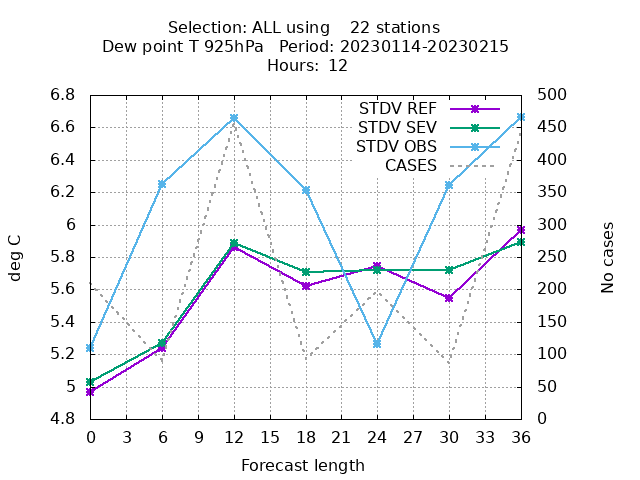 Selection: ALL using    22 stations
Dew point T 925hPa   Period: 20230114-20230215
Hours: 12
STDV REF
STDV SEV
STDV OBS
CASES
deg C
6.8
6.6
6.4
6.2
6
5.8
5.6
5.4
5.2
5
4.8
500
450
400
350
300
250
200
150
100
50
0
No cases
0 3 6 9 12 15 18 21 24 27 30 33 36
Forecast length